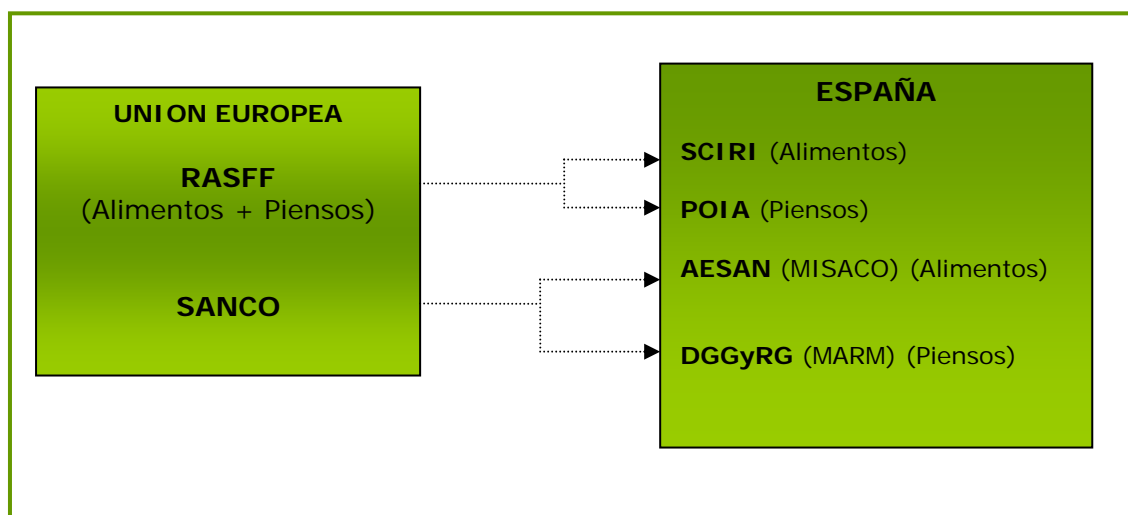 UNION EUROPEA
RASFF
(Alimentos + Piensos)
SANCO
ESPAÑA
SCIRI (Alimentos)
POIA (Piensos)
AESAN (MISACO) (Alimentos)
DGGyRG (MARM) (Piensos)